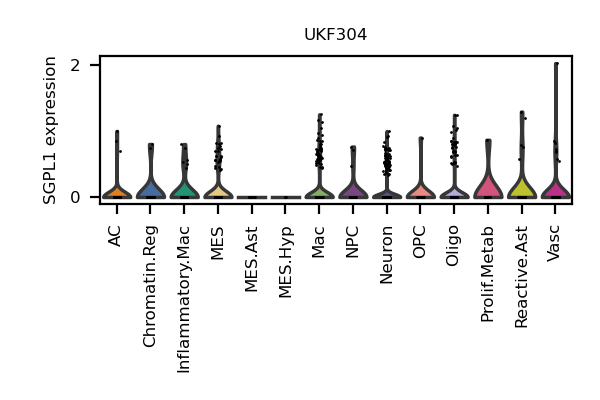 UKF304
SGPL1 expression
2
0
AC
Chromatin.Reg
Inflammatory.Mac
MES
MES.Ast
MES.Hyp
Mac
NPC
Neuron
OPC
Oligo
Prolif.Metab
Reactive.Ast
Vasc